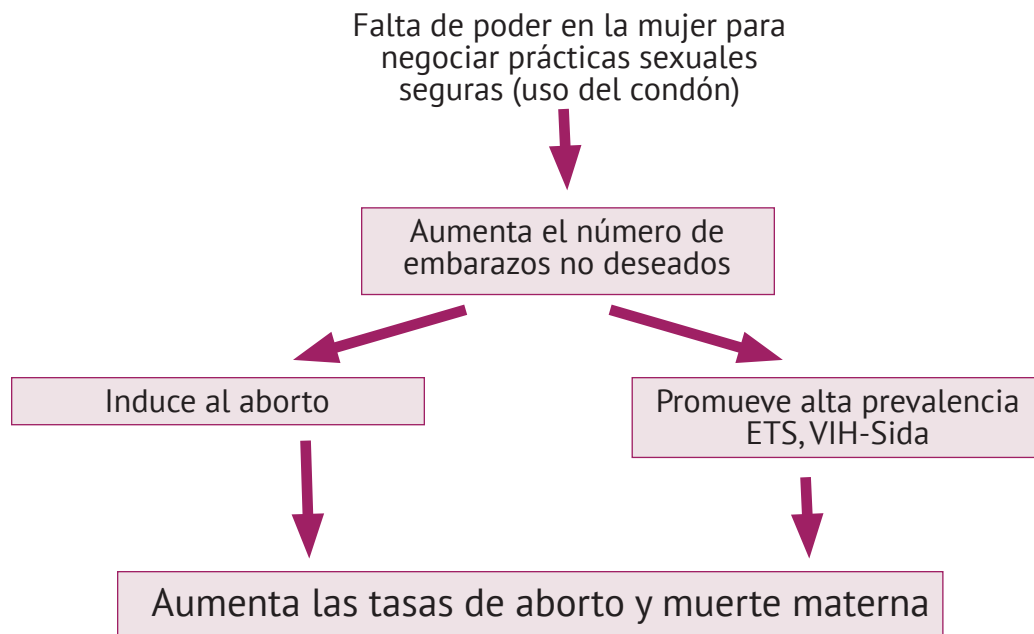 Falta de poder en la mujer para
negociar prácticas sexuales
seguras (uso del condón)
Aumenta el número de
embarazos no deseados
Induce al aborto
Promueve alta prevalencia
ETS, VIH-Sida
Aumenta las tasas de aborto y muerte materna